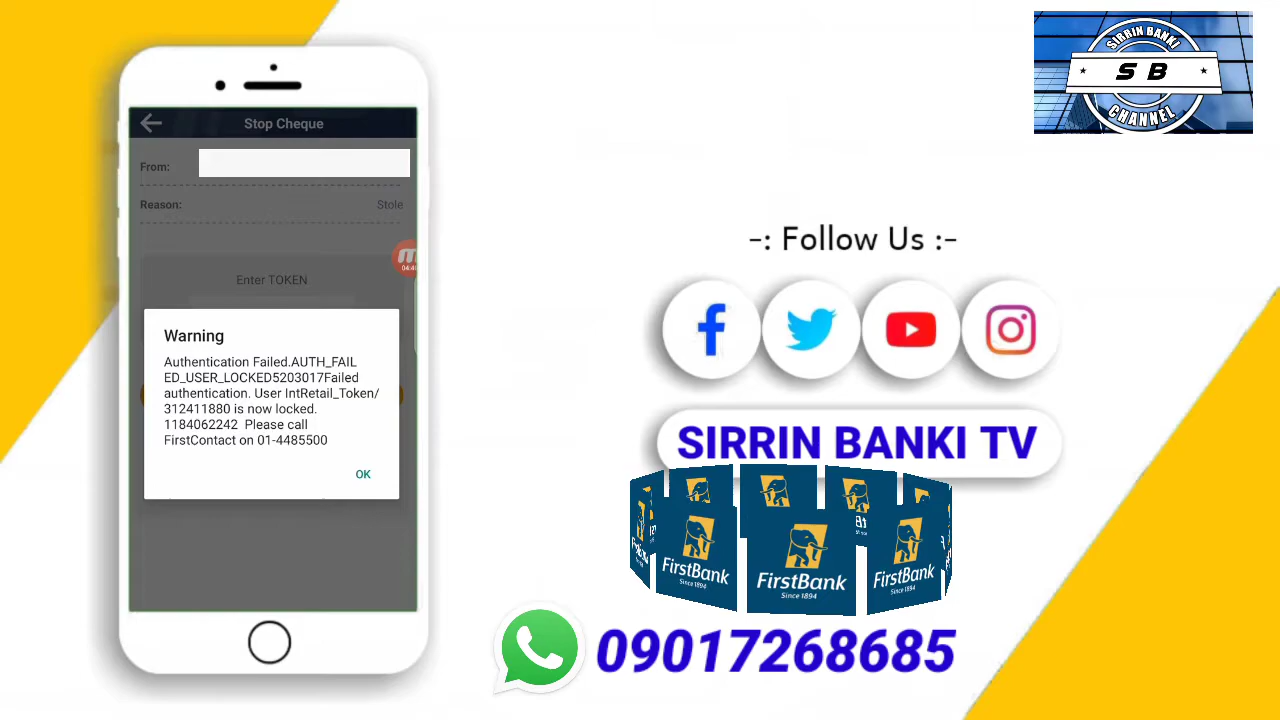 SIRRIN BANKI
S B
CHANNEL
Stop Cheque
From:
Reason: Stole
04:46
Enter TOKEN
Warning
Authentication Failed.AUTH_FAIL
ED_USER_LOCKED5203017Failed
authentication. User IntRetail_Token/
312411880 is now locked.
1184062242 Please call
FirstContact on 01-4485500
OK
-: Follow Us :-
SIRRIN BANKI TV
FirstBank
Since 1894
FirstBank
Since 1894
FirstBank
Since 1894
09017268685